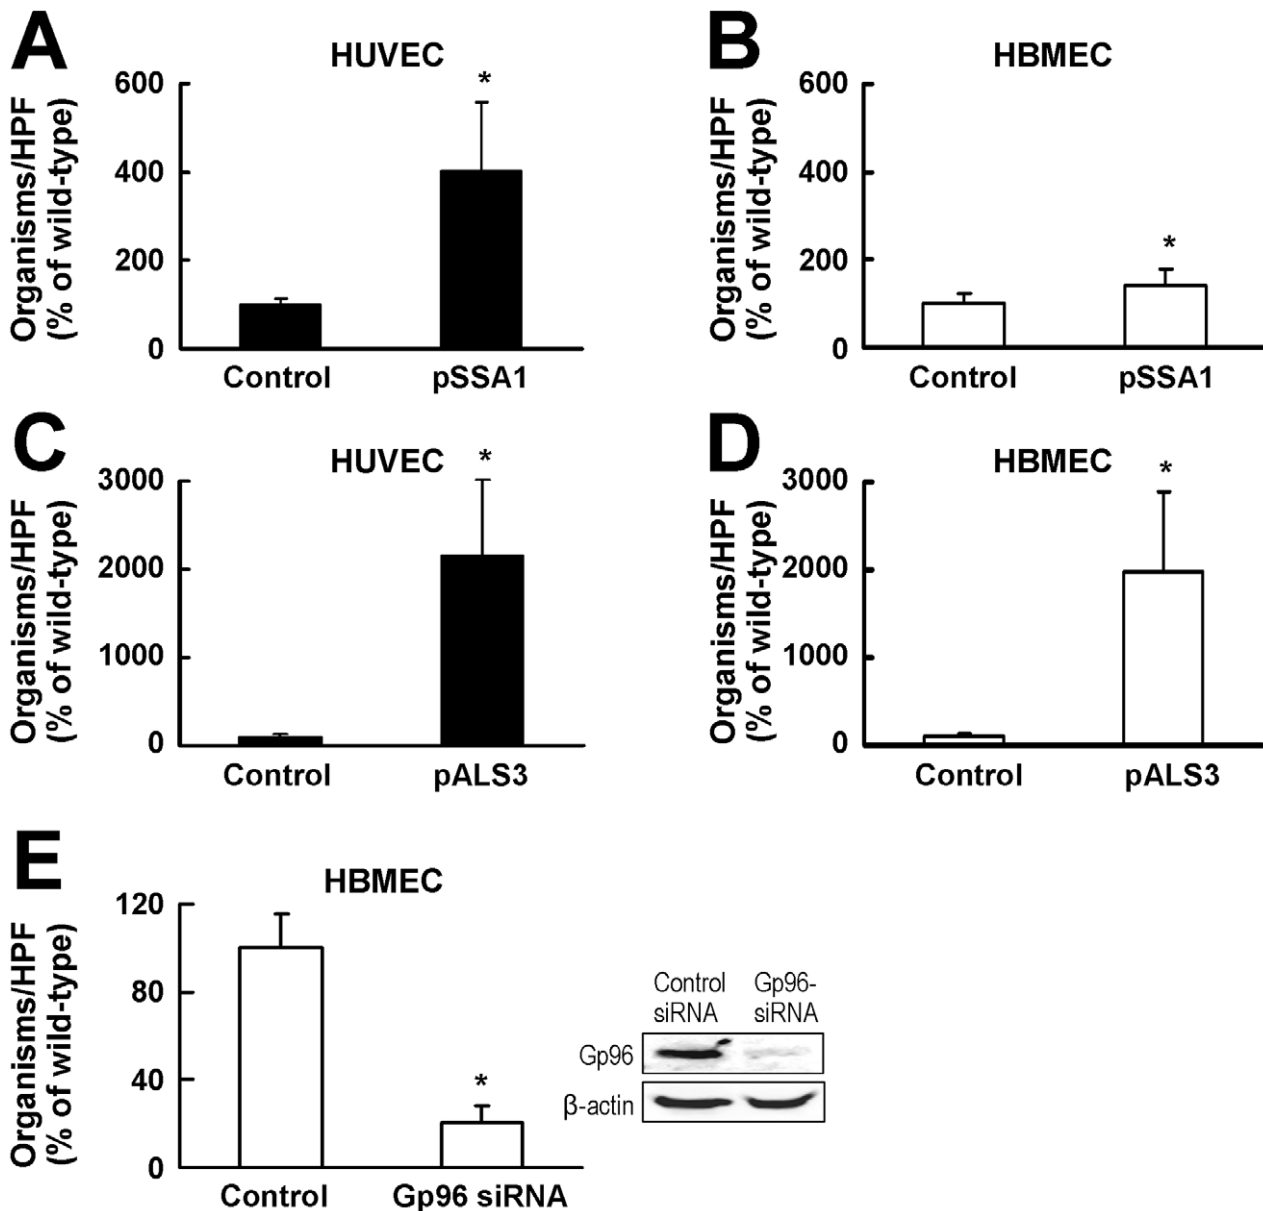 A
HUVEC
Organisms/HPF
(% of wild-type)
600
400
200
0
*
Control
pSSA1
B
HBMEC
Organisms/HPF
(% of wild-type)
600
400
200
0
*
Control
pSSA1
C
HUVEC
Organisms/HPF
(% of wild-type)
3000
2000
1000
0
*
Control
pALS3
D
HBMEC
Organisms/HPF
(% of wild-type)
3000
2000
1000
0
*
Control
pALS3
E
HBMEC
Organisms/HPF
(% of wild-type)
120
80
40
0
*
Control
Gp96 siRNA
Control
siRNA
Gp96-
siRNA
Gp96
β-actin